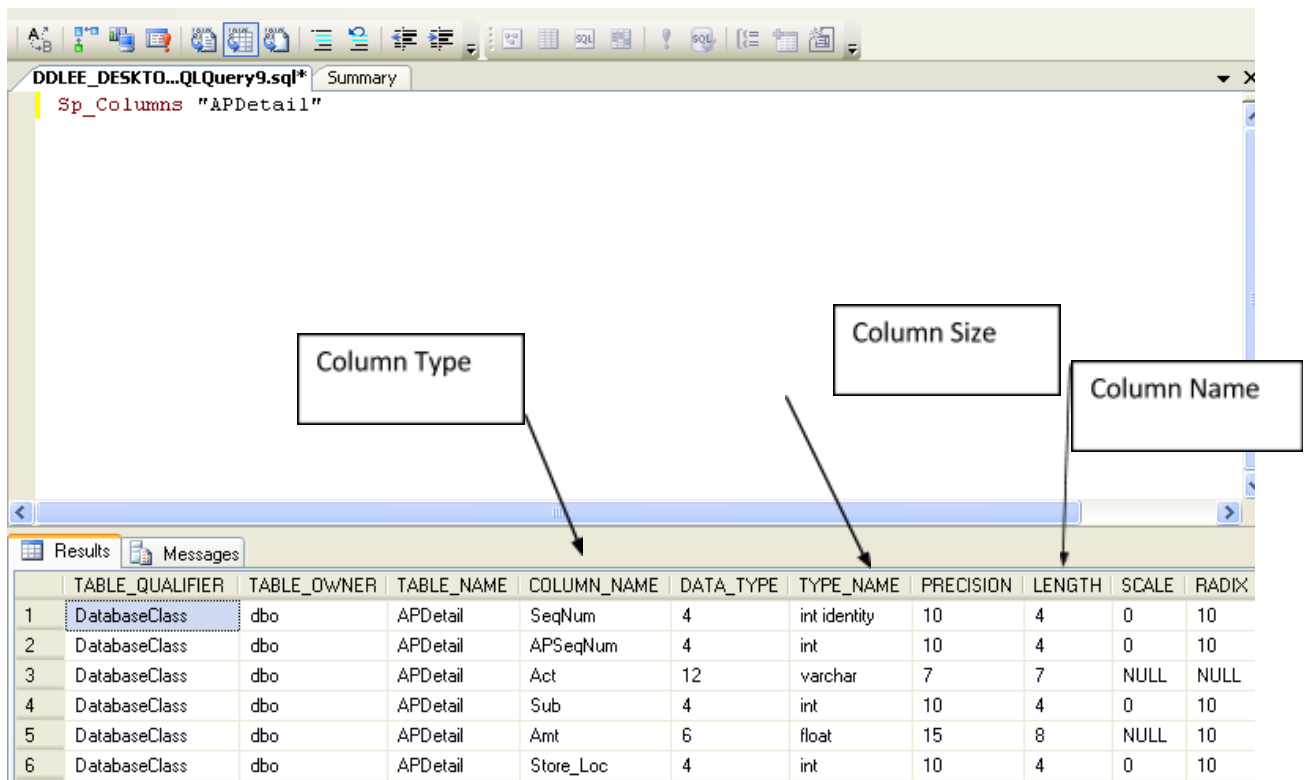 DDLEE_DESKTO...QLQuery9.sql* Summary
Sp_Columns "APDetail"
Column Type
Column Size
Column Name
Results Messages
TABLE_QUALIFIER TABLE_OWNER TABLE_NAME COLUMN_NAME DATA_TYPE TYPE_NAME PRECISION LENGTH SCALE RADIX
1 DatabaseClass dbo APDetail SeqNum 4 int identity 10 4 0 10
2 DatabaseClass dbo APDetail APSeqNum 4 int 10 4 0 10
3 DatabaseClass dbo APDetail Act 12 varchar 7 7 NULL NULL
4 DatabaseClass dbo APDetail Sub 4 int 10 4 0 10
5 DatabaseClass dbo APDetail Amt 6 float 15 8 NULL 10
6 DatabaseClass dbo APDetail Store_Loc 4 int 10 4 0 10